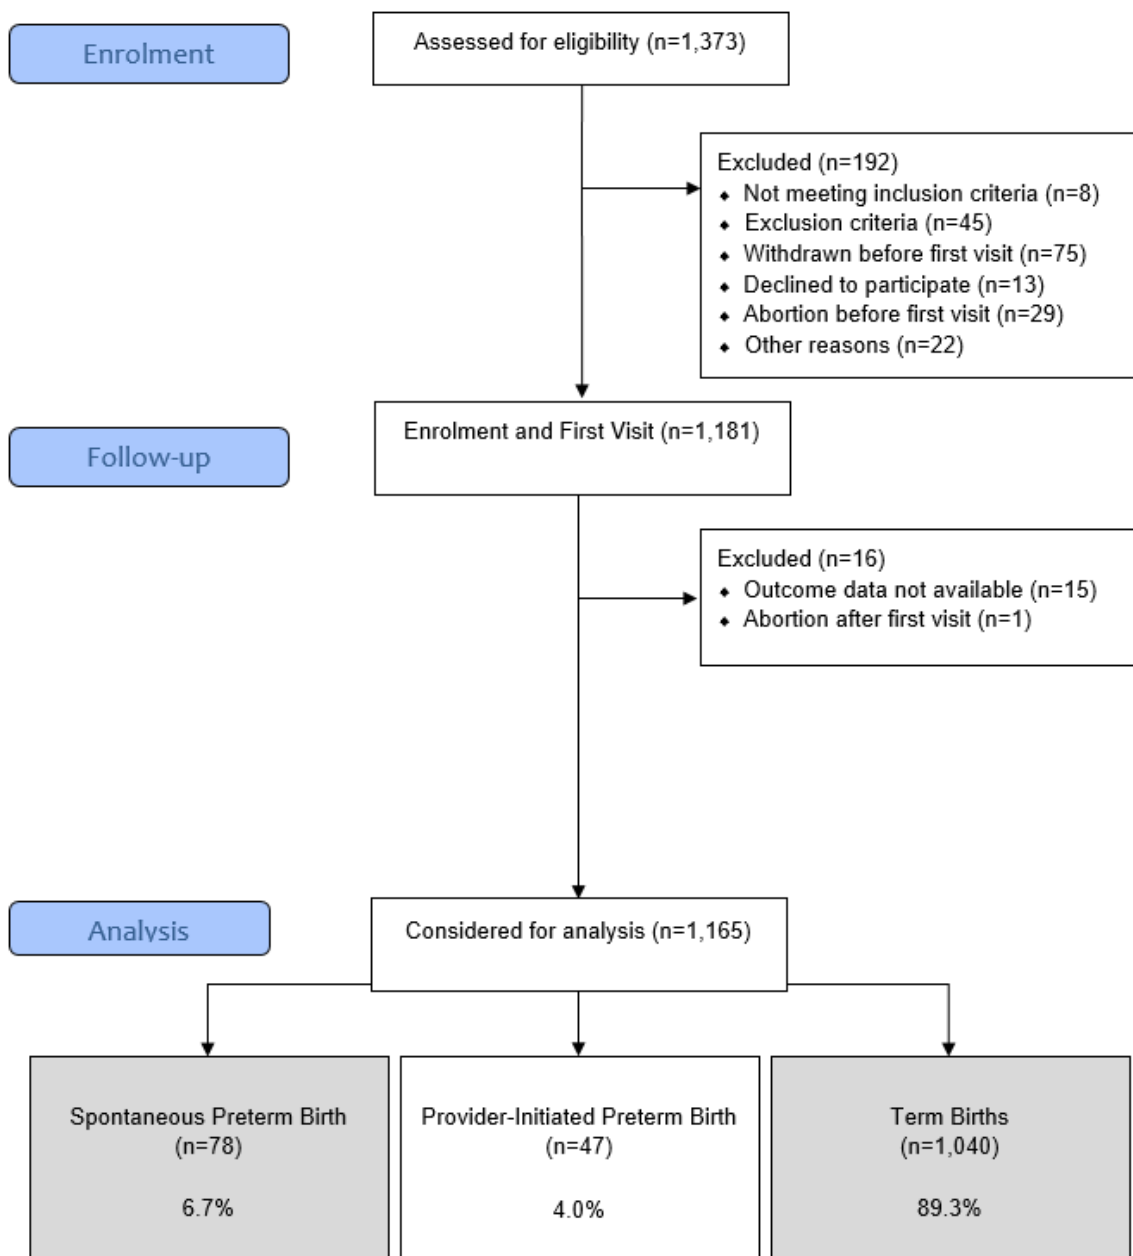 Enrolment
Assessed for eligibility (n=1,373)
Excluded (n=192)
⬥ Not meeting inclusion criteria (n=8)
⬥ Exclusion criteria (n=45)
⬥ Withdrawn before first visit (n=75)
⬥ Declined to participate (n=13)
⬥ Abortion before first visit (n=29)
⬥ Other reasons (n=22)
Follow-up
Enrolment and First Visit (n=1,181)
Excluded (n=16)
⬥ Outcome data not available (n=15)
⬥ Abortion after first visit (n=1)
Analysis
Considered for analysis (n=1,165)
Spontaneous Preterm Birth
(n=78)
6.7%
Provider-Initiated Preterm Birth
(n=47)
4.0%
Term Births
(n=1,040)
89.3%